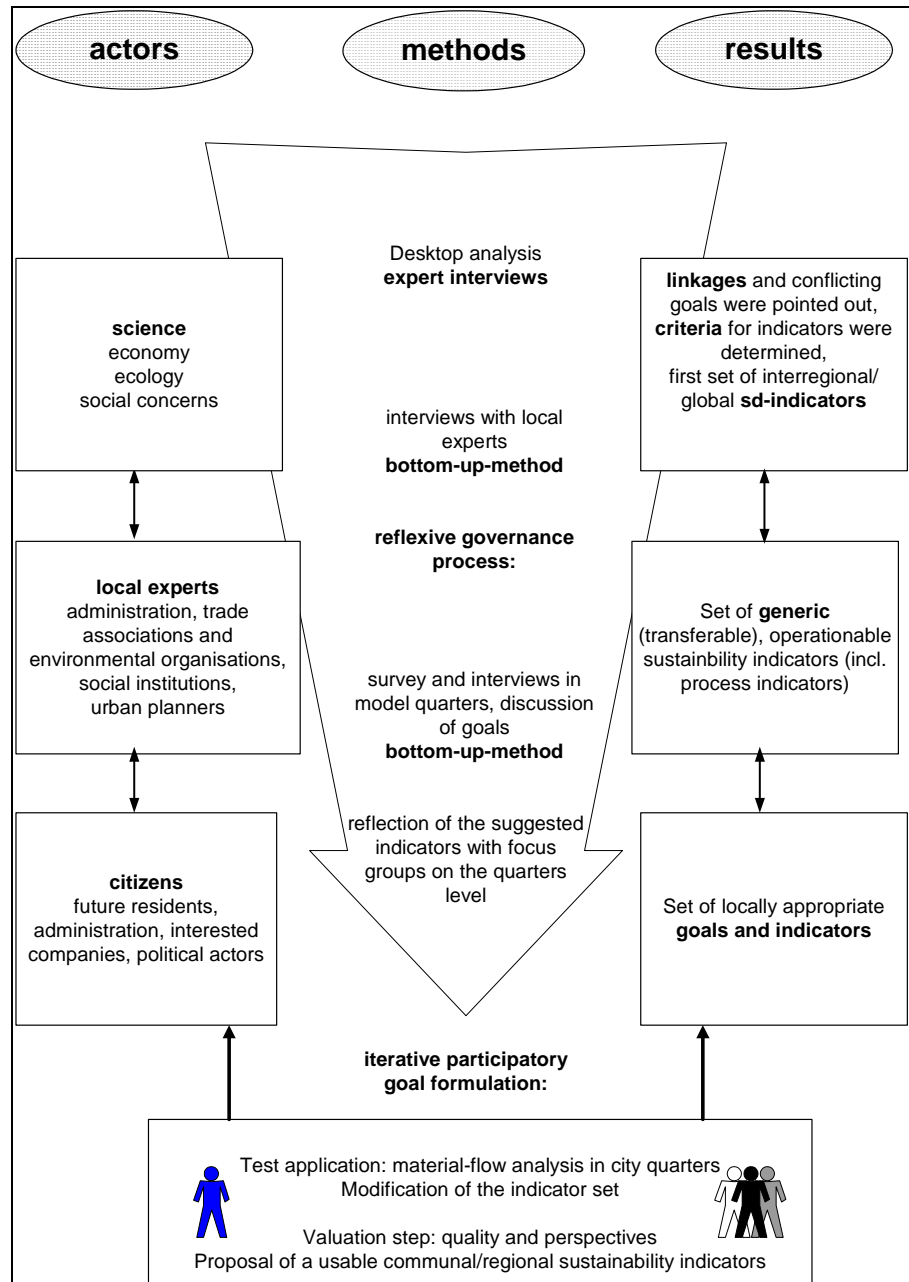 actors
methods
results
Desktop analysis
expert interviews
science
economy
ecology
social concerns
linkages and conflicting
goals were pointed out,
criteria for indicators were
determined,
first set of interregional/
global sd-indicators
interviews with local
experts
bottom-up-method
reflexive governance
process:
local experts
administration, trade
associations and
environmental organisations,
social institutions,
urban planners
Set of generic
(transferable), operationable
sustainbility indicators (incl.
process indicators)
survey and interviews in
model quarters, discussion
of goals
bottom-up-method
reflection of the suggested
indicators with focus
groups on the quarters
level
citizens
future residents,
administration, interested
companies, political actors
Set of locally appropriate
goals and indicators
iterative participatory
goal formulation:
Test application: material-flow analysis in city quarters
Modification of the indicator set
Valuation step: quality and perspectives
Proposal of a usable communal/regional sustainability indicators